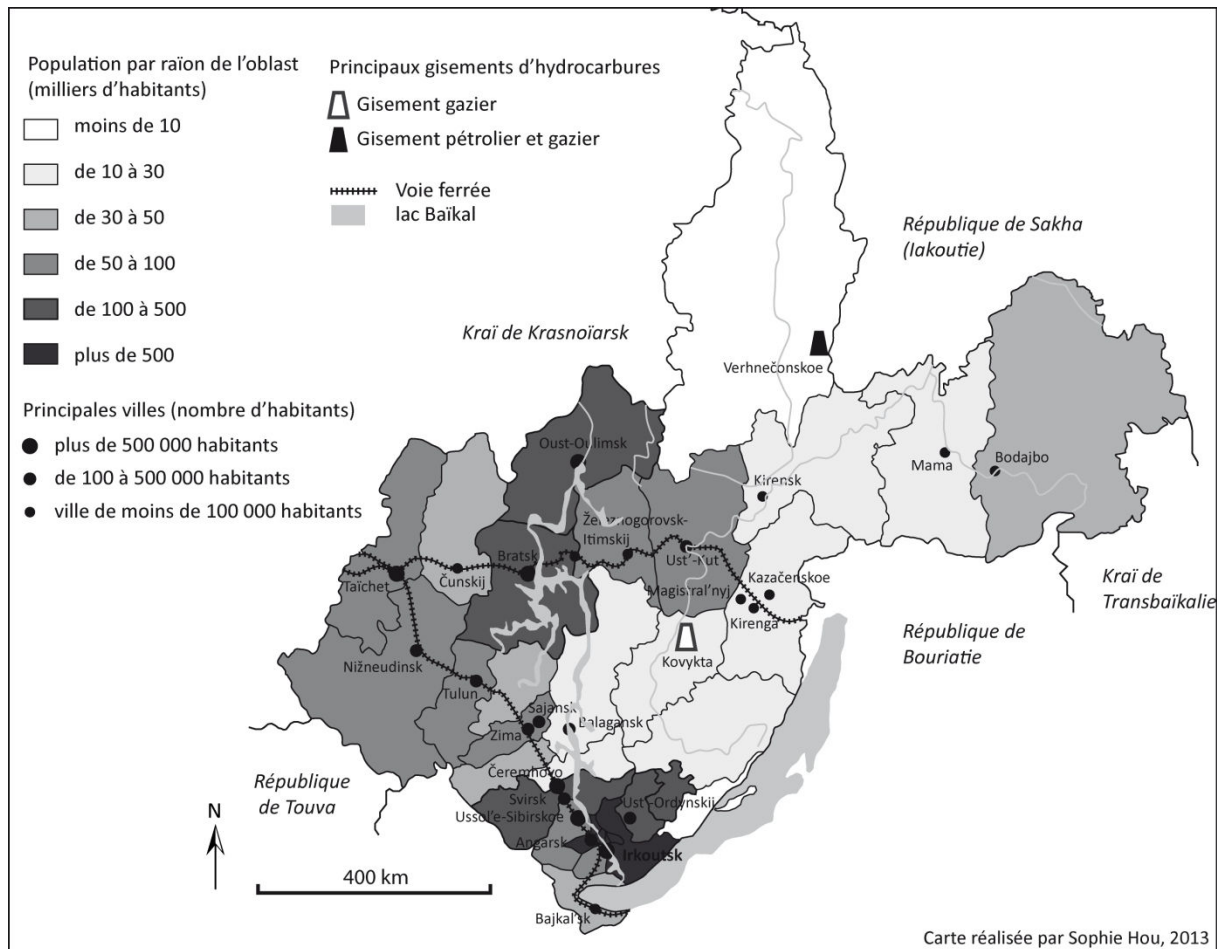 Population par raïon de l'oblast
(milliers d'habitants)
moins de 10
de 10 à 30
de 30 à 50
de 50 à 100
de 100 à 500
plus de 500
Principales villes (nombre d'habitants)
plus de 500 000 habitants
de 100 à 500 000 habitants
ville de moins de 100 000 habitants
Principaux gisements d'hydrocarbures
Gisement gazier
Gisement pétrolier et gazier
Voie ferrée
lac Baïkal
République de Sakha
(Iakoutie)
Kraï de Krasnoïarsk
Verhnečonskoe
Oust-Oulimsk
Mama
Bodajbo
Kirensk
Železnogorovsk-
Itimskij
Bratsk
Ust'-Kut
Taïchet
Čunskij
Magistral'nyj
Kazačenskoe
Kirenga
Kraï de
Transbaïkalie
République de
Bouriatie
Kovykta
Nižneudinsk
Tulun
Sajansk
Zima
Balagansk
République
de Touva
Čeremhovo
Svirsk
Ust'-Ordynskij
Ussol'e-Sibirskoe
Angarsk
Irkoutsk
N
400 km
Bajkal'sk
Carte réalisée par Sophie Hou, 2013